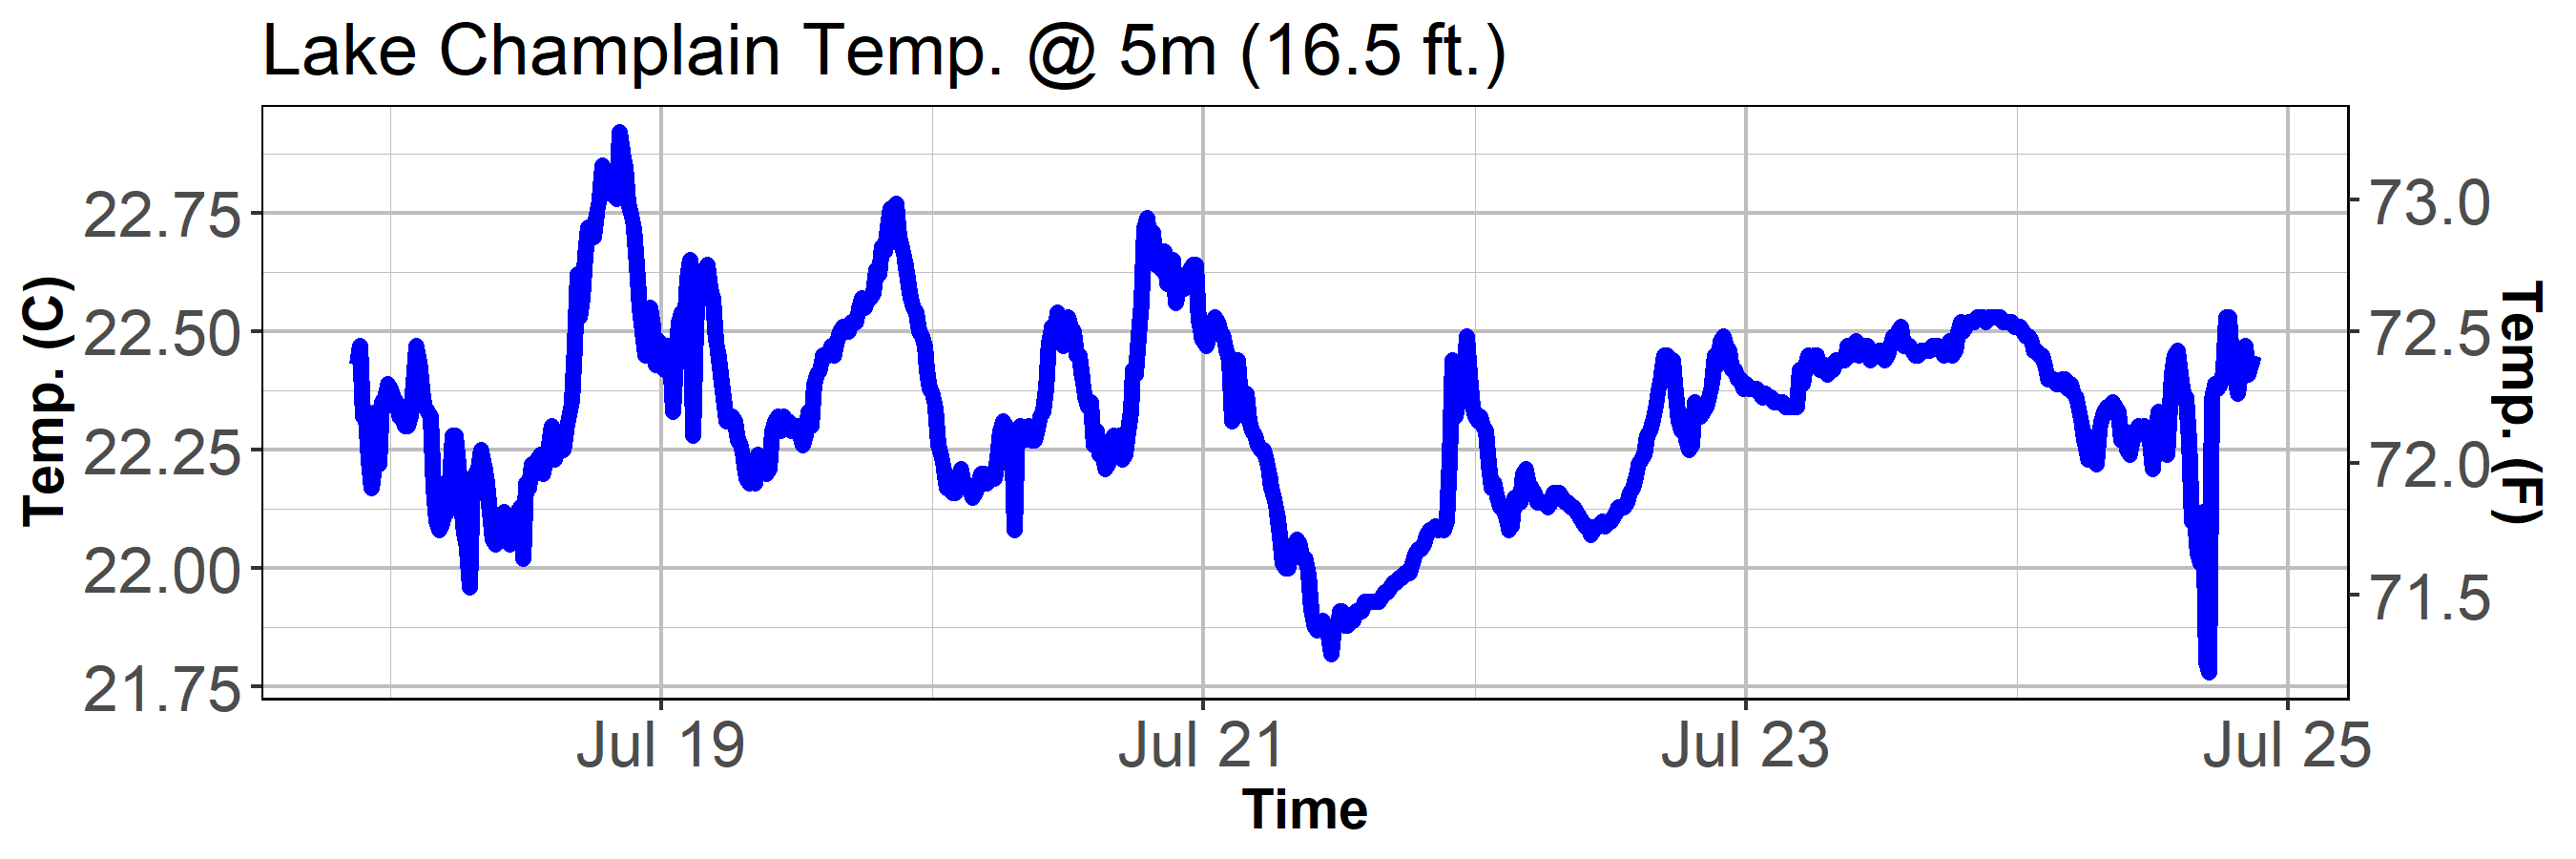 Lake Champlain Temp. @ 5m (16.5 ft.)
Temp. (C)
22.75
22.50
22.25
22.00
21.75
73.0
72.5
72.0
71.5
Temp. (F)
Jul 19
Jul 21
Jul 23
Jul 25
Time